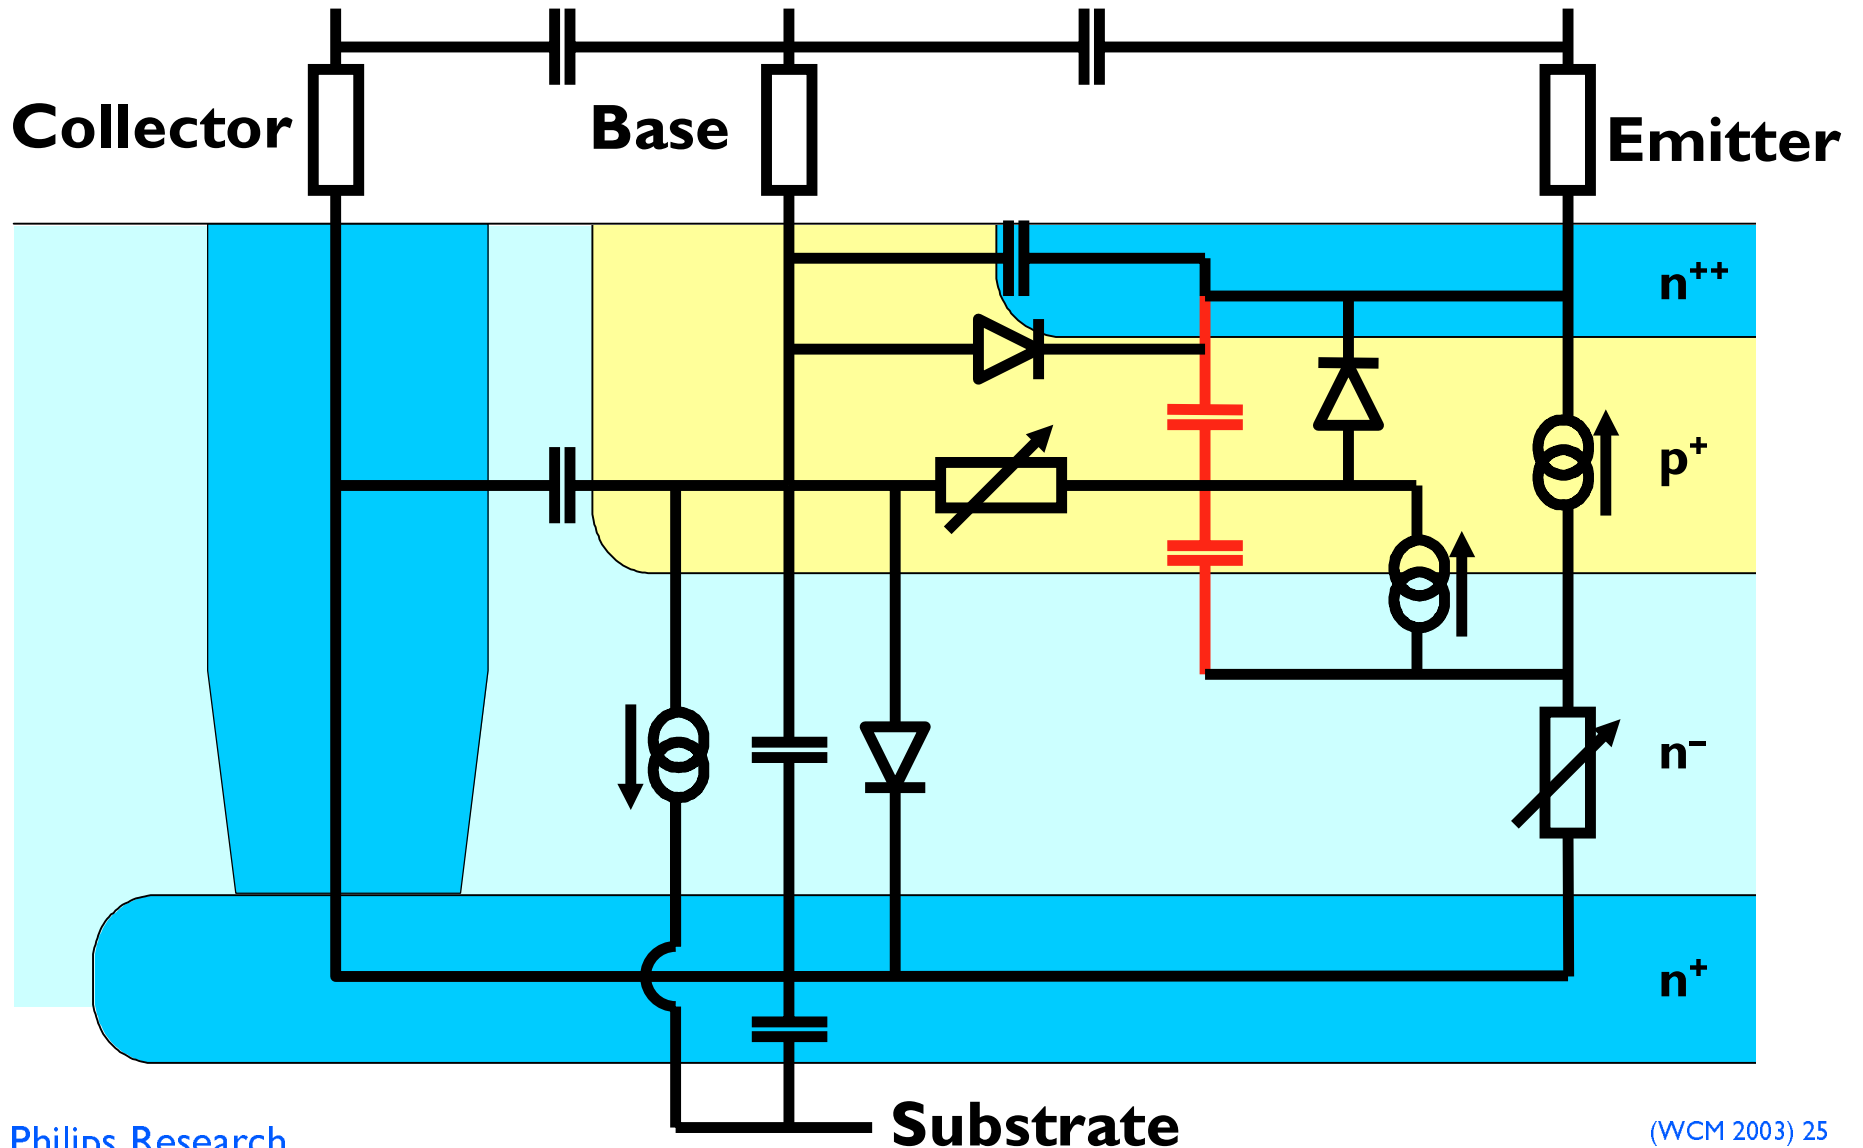 Collector
Base
Emitter
n++
p+
n–
n+
Substrate
Philips Research
(WCM 2003) 25